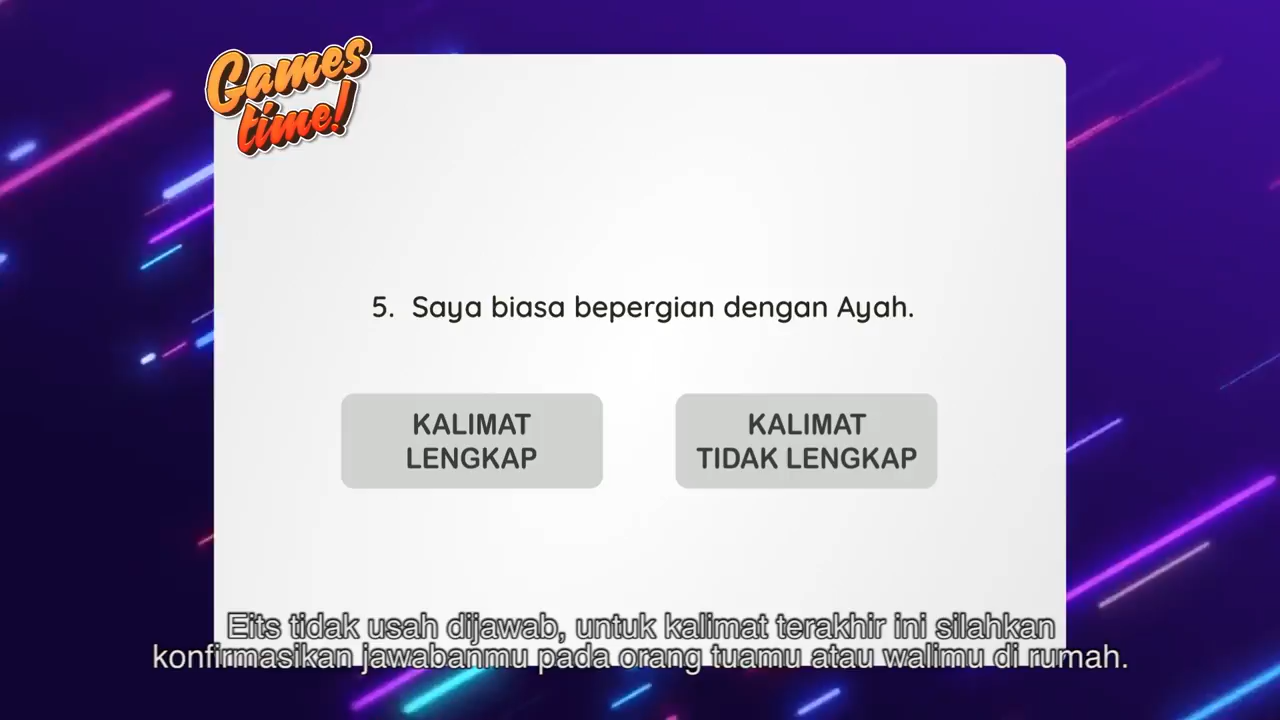 Games
time!
5. Saya biasa bepergian dengan Ayah.
KALIMAT
LENGKAP
KALIMAT
TIDAK LENGKAP
Eits tidak usah dijawab, untuk kalimat terakhir ini silahkan
konfirmasikan jawabanmu pada orang tuamu atau walimu di rumah.